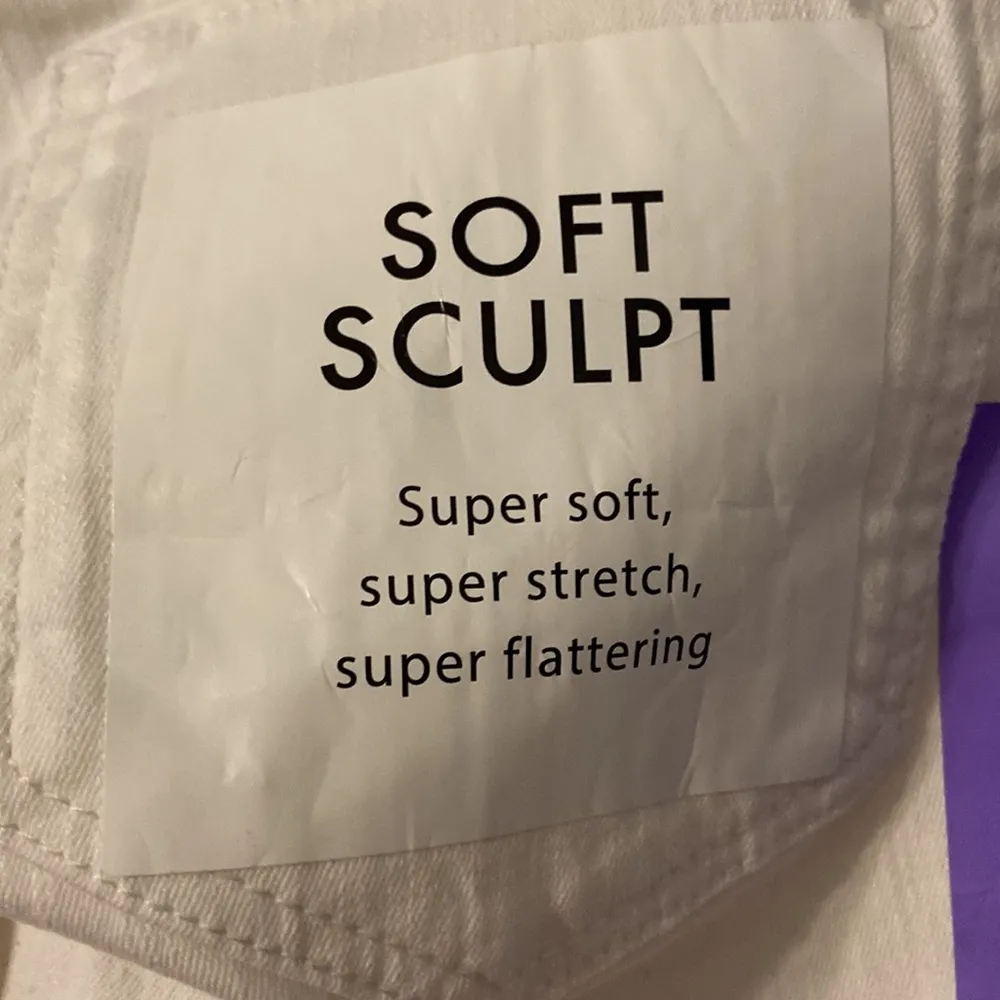 SOFT
SCULPT
Super soft,
super stretch,
super flattering